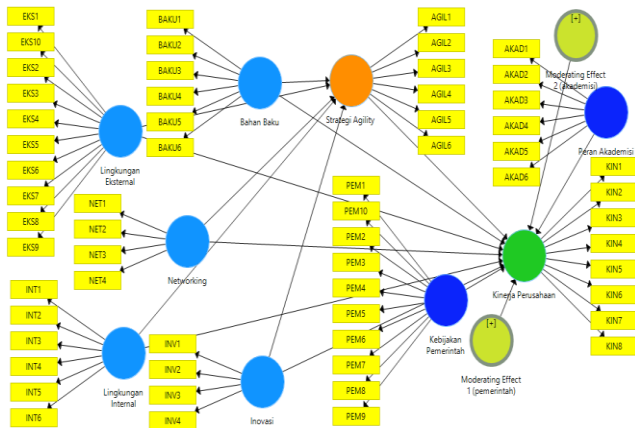 EKS1
EKS10
EKS2
EKS3
EKS4
EKS5
EKS6
EKS7
EKS8
EKS9
Lingkungan
Eksternal
BAKU1
BAKU2
BAKU3
BAKU4
BAKU5
BAKU6
Bahan Baku
Strategi Agility
AGIL1
AGIL2
AGIL3
AGIL4
AGIL5
AGIL6
[+]
Moderating Effect
2 (akademisi)
AKAD1
AKAD2
AKAD3
AKAD4
AKAD5
AKAD6
Peran Akademisi
NET1
NET2
NET3
NET4
Networking
PEM1
PEM10
PEM2
PEM3
PEM4
PEM5
PEM6
PEM7
PEM8
PEM9
Kebijakan
Pemerintah
Kinerja Perusahaan
KIN1
KIN2
KIN3
KIN4
KIN5
KIN6
KIN7
KIN8
INT1
INT2
INT3
INT4
INT5
INT6
Lingkungan
Internal
INV1
INV2
INV3
INV4
Inovasi
[+]
Moderating Effect
1 (pemerintah)